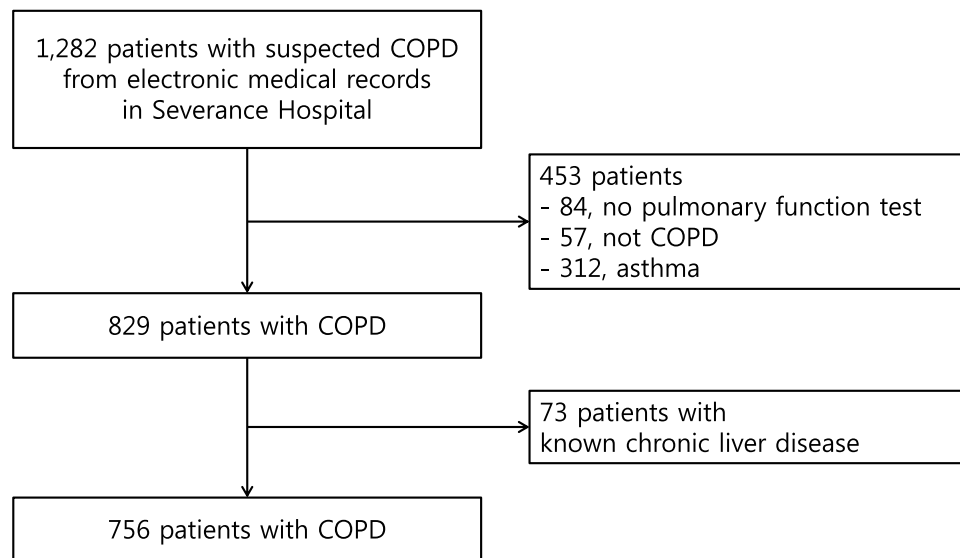 1,282 patients with suspected COPD
from electronic medical records
in Severance Hospital
453 patients
- 84, no pulmonary function test
- 57, not COPD
- 312, asthma
829 patients with COPD
73 patients with
known chronic liver disease
756 patients with COPD